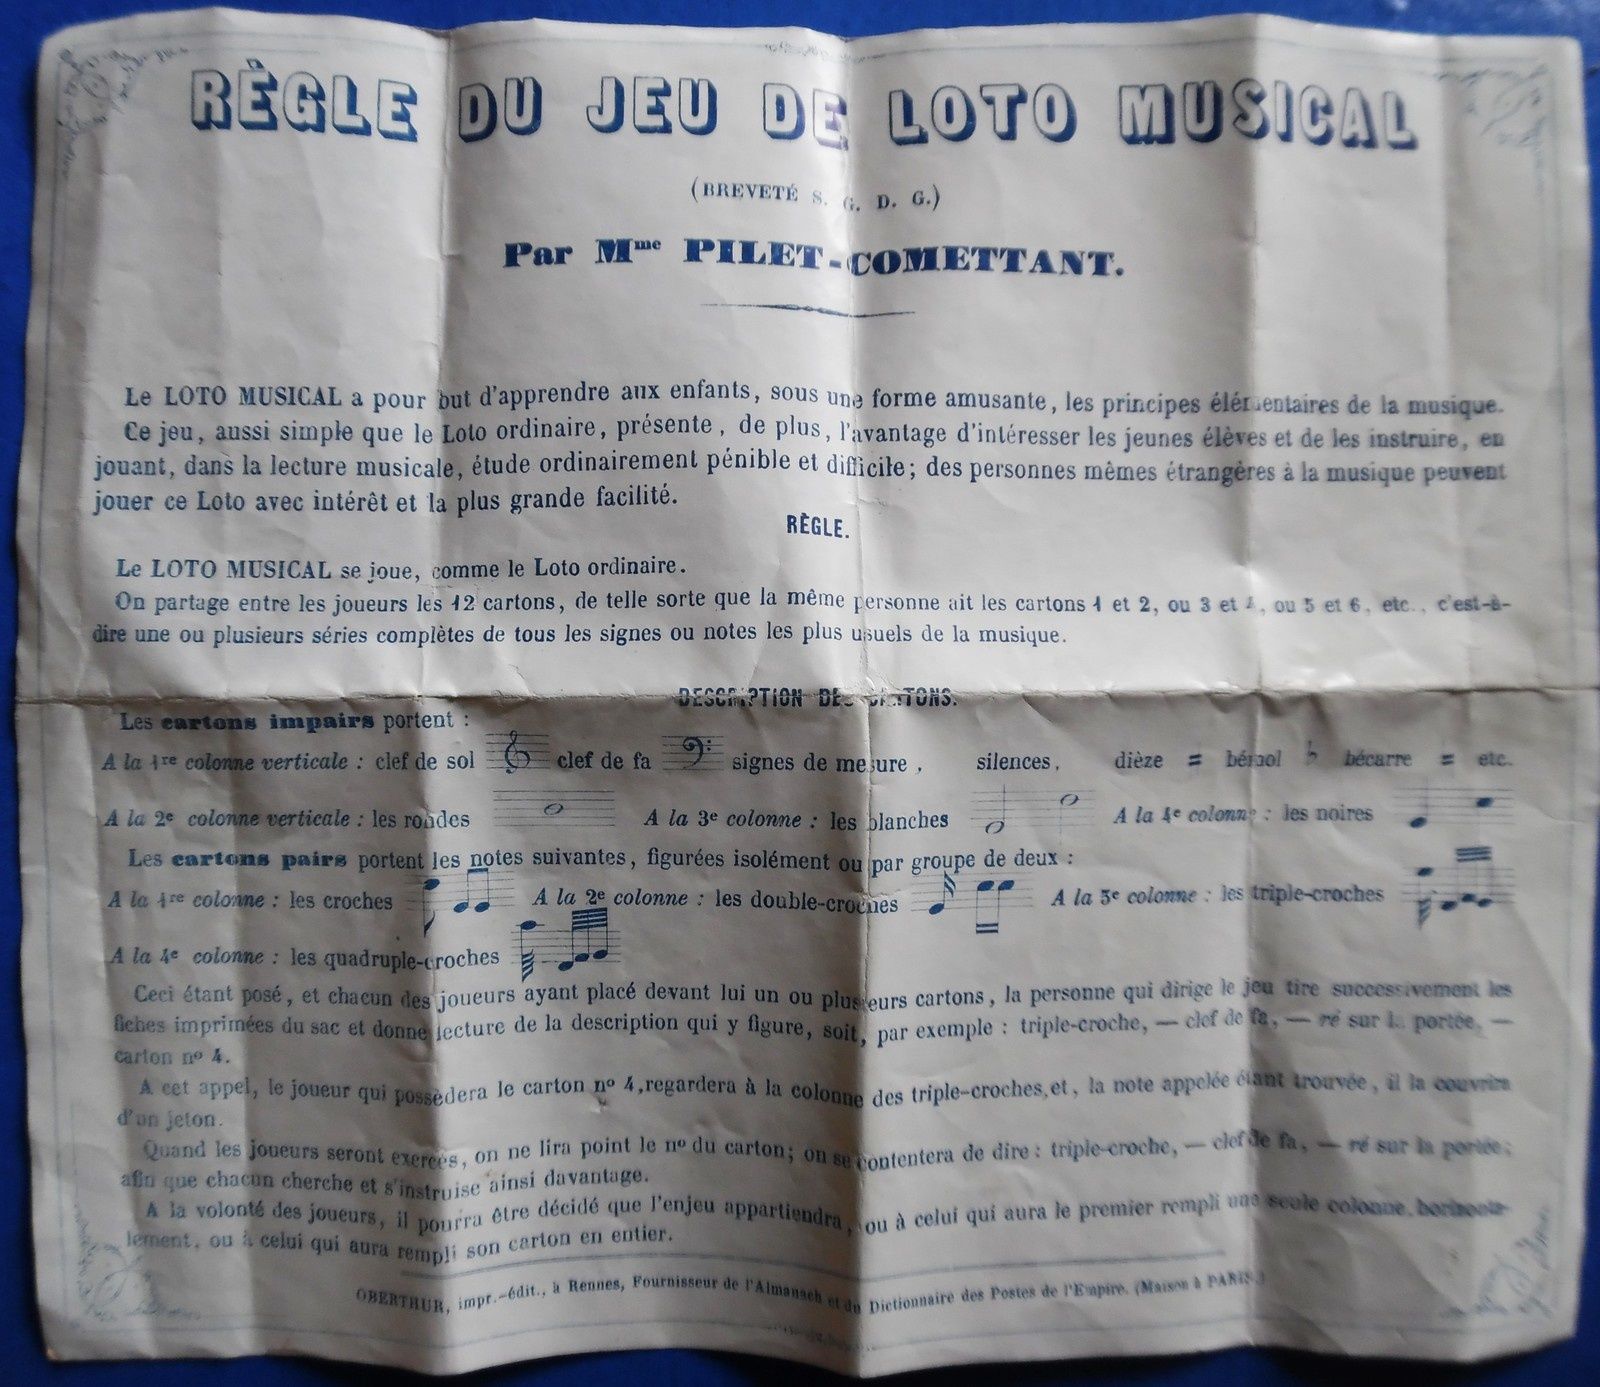 RÈGLE DU JEU DE LOTO MUSICAL
(BREVETÉ S. G. D. G.)
Par Mme PILET-COMETTANT.
Le LOTO MUSICAL a pour but d'apprendre aux enfants, sous une forme amusante, les principes élémentaires de la musique.
Ce jeu, aussi simple que le Loto ordinaire, présente, de plus, l'avantage d'intéresser les jeunes élèves et de les instruire, en
jouant, dans la lecture musicale, étude ordinairement pénible et difficile; des personnes mêmes étrangères à la musique peuvent
jouer ce Loto avec intérêt et la plus grande facilité.
RÈGLE.
Le LOTO MUSICAL se joue, comme le Loto ordinaire.
On partage entre les joueurs les 12 cartons, de telle sorte que la même personne ait les cartons 1 et 2, ou 3 et 4, ou 5 et 6, etc., c'est-à-
dire une ou plusieurs séries complètes de tous les signes ou notes les plus usuels de la musique.
DESCRIPTION DES CARTONS.
Les cartons impairs portent :
A la 1re colonne verticale : clef de sol clef de fa signes de mesure, silences, dièze bémol bécarre etc.
A la 2e colonne verticale : les rondes A la 3e colonne : les blanches A la 4e colonne : les noires
Les cartons pairs portent les notes suivantes, figurées isolément ou par groupe de deux :
A la 1re colonne : les croches A la 2e colonne : les double-croches A la 3e colonne : les triple-croches
A la 4e colonne : les quadruple-croches
Ceci étant posé, et chacun des joueurs ayant placé devant lui un ou plusieurs cartons, la personne qui dirige le jeu tire successivement les
fiches imprimées du sac et donne lecture de la description qui y figure, soit, par exemple : triple-croche, — clef de fa, — ré sur la portée, —
carton no 4.
A cet appel, le joueur qui possèdera le carton no 4, regardera à la colonne des triple-croches, et, la note appelée étant trouvée, il la couvrira
d'un jeton.
Quand les joueurs seront exercés, on ne lira point le no du carton; on se contentera de dire : triple-croche, — clef de fa, — ré sur la portée;
afin que chacun cherche et s'instruise ainsi davantage.
A la volonté des joueurs, il pourra être décidé que l'enjeu appartiendra, ou à celui qui aura le premier rempli une seule colonne horizonta-
lement, ou à celui qui aura rempli son carton en entier.
OBERTHUR, impr.-édit., à Rennes, Fournisseur de l'Almanach et du Dictionnaire des Postes de l'Empire. (Maison à PARIS.)